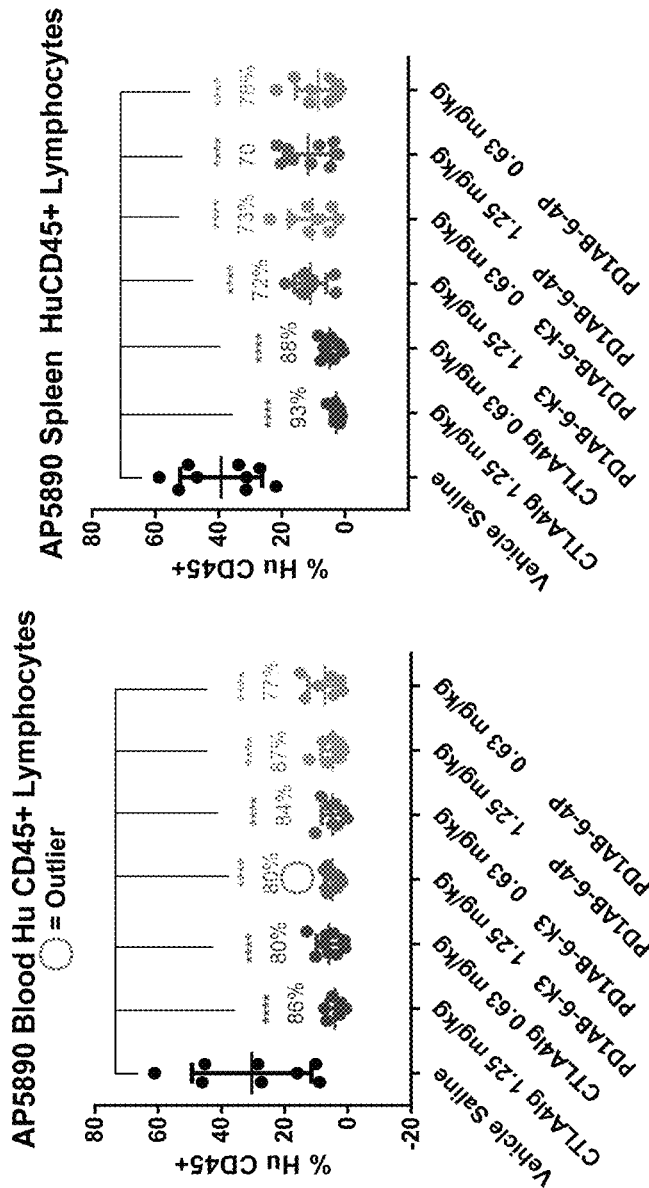 AP5890 Blood Hu CD45+ Lymphocytes
= Outlier
% Hu CD45+
80
60
40
20
0
-20
**** **** **** **** **** ****
86% 80% 80% 84% 87% 77%
Vehicle Saline
CTLA4Ig 1.25 mg/kg
CTLA4Ig 0.63 mg/kg
PD1AB-6-K3 1.25 mg/kg
PD1AB-6-K3 0.63 mg/kg
PD1AB-6-4P 1.25 mg/kg
PD1AB-6-4P 0.63 mg/kg
AP5890 Spleen HuCD45+ Lymphocytes
% Hu CD45+
80
60
40
20
0
**** **** **** **** **** ****
93% 88% 72% 73% 70 78%
Vehicle Saline
CTLA4Ig 1.25 mg/kg
CTLA4Ig 0.63 mg/kg
PD1AB-6-K3 1.25 mg/kg
PD1AB-6-K3 0.63 mg/kg
PD1AB-6-4P 1.25 mg/kg
PD1AB-6-4P 0.63 mg/kg